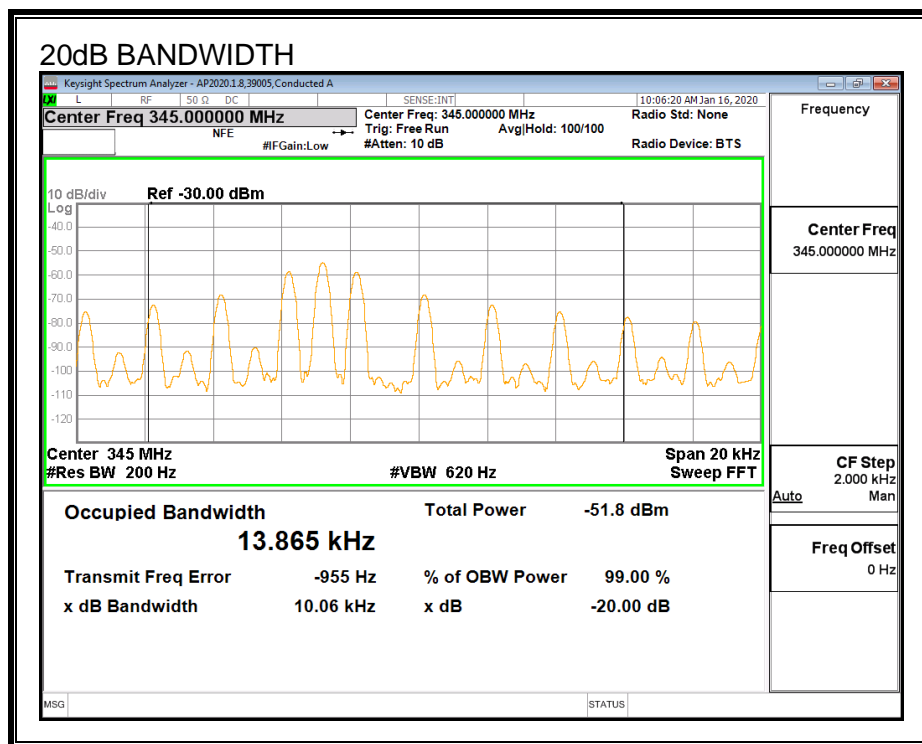 20dB BANDWIDTH
Keysight Spectrum Analyzer - AP2020.1.8,39005,Conducted A
LXI L RF 50 Ω DC SENSE:INT 10:06:20 AM Jan 16, 2020
Center Freq 345.000000 MHz
NFE
#IFGain:Low
Center Freq: 345.000000 MHz
Trig: Free Run Avg|Hold: 100/100
#Atten: 10 dB
Radio Std: None
Radio Device: BTS
10 dB/div Ref -30.00 dBm
Log
-40.0
-50.0
-60.0
-70.0
-80.0
-90.0
-100
-110
-120
Center 345 MHz Span 20 kHz
#Res BW 200 Hz #VBW 620 Hz Sweep FFT
Occupied Bandwidth Total Power -51.8 dBm
13.865 kHz
Transmit Freq Error -955 Hz % of OBW Power 99.00 %
x dB Bandwidth 10.06 kHz x dB -20.00 dB
MSG STATUS
Frequency
Center Freq
345.000000 MHz
CF Step
2.000 kHz
Auto Man
Freq Offset
0 Hz